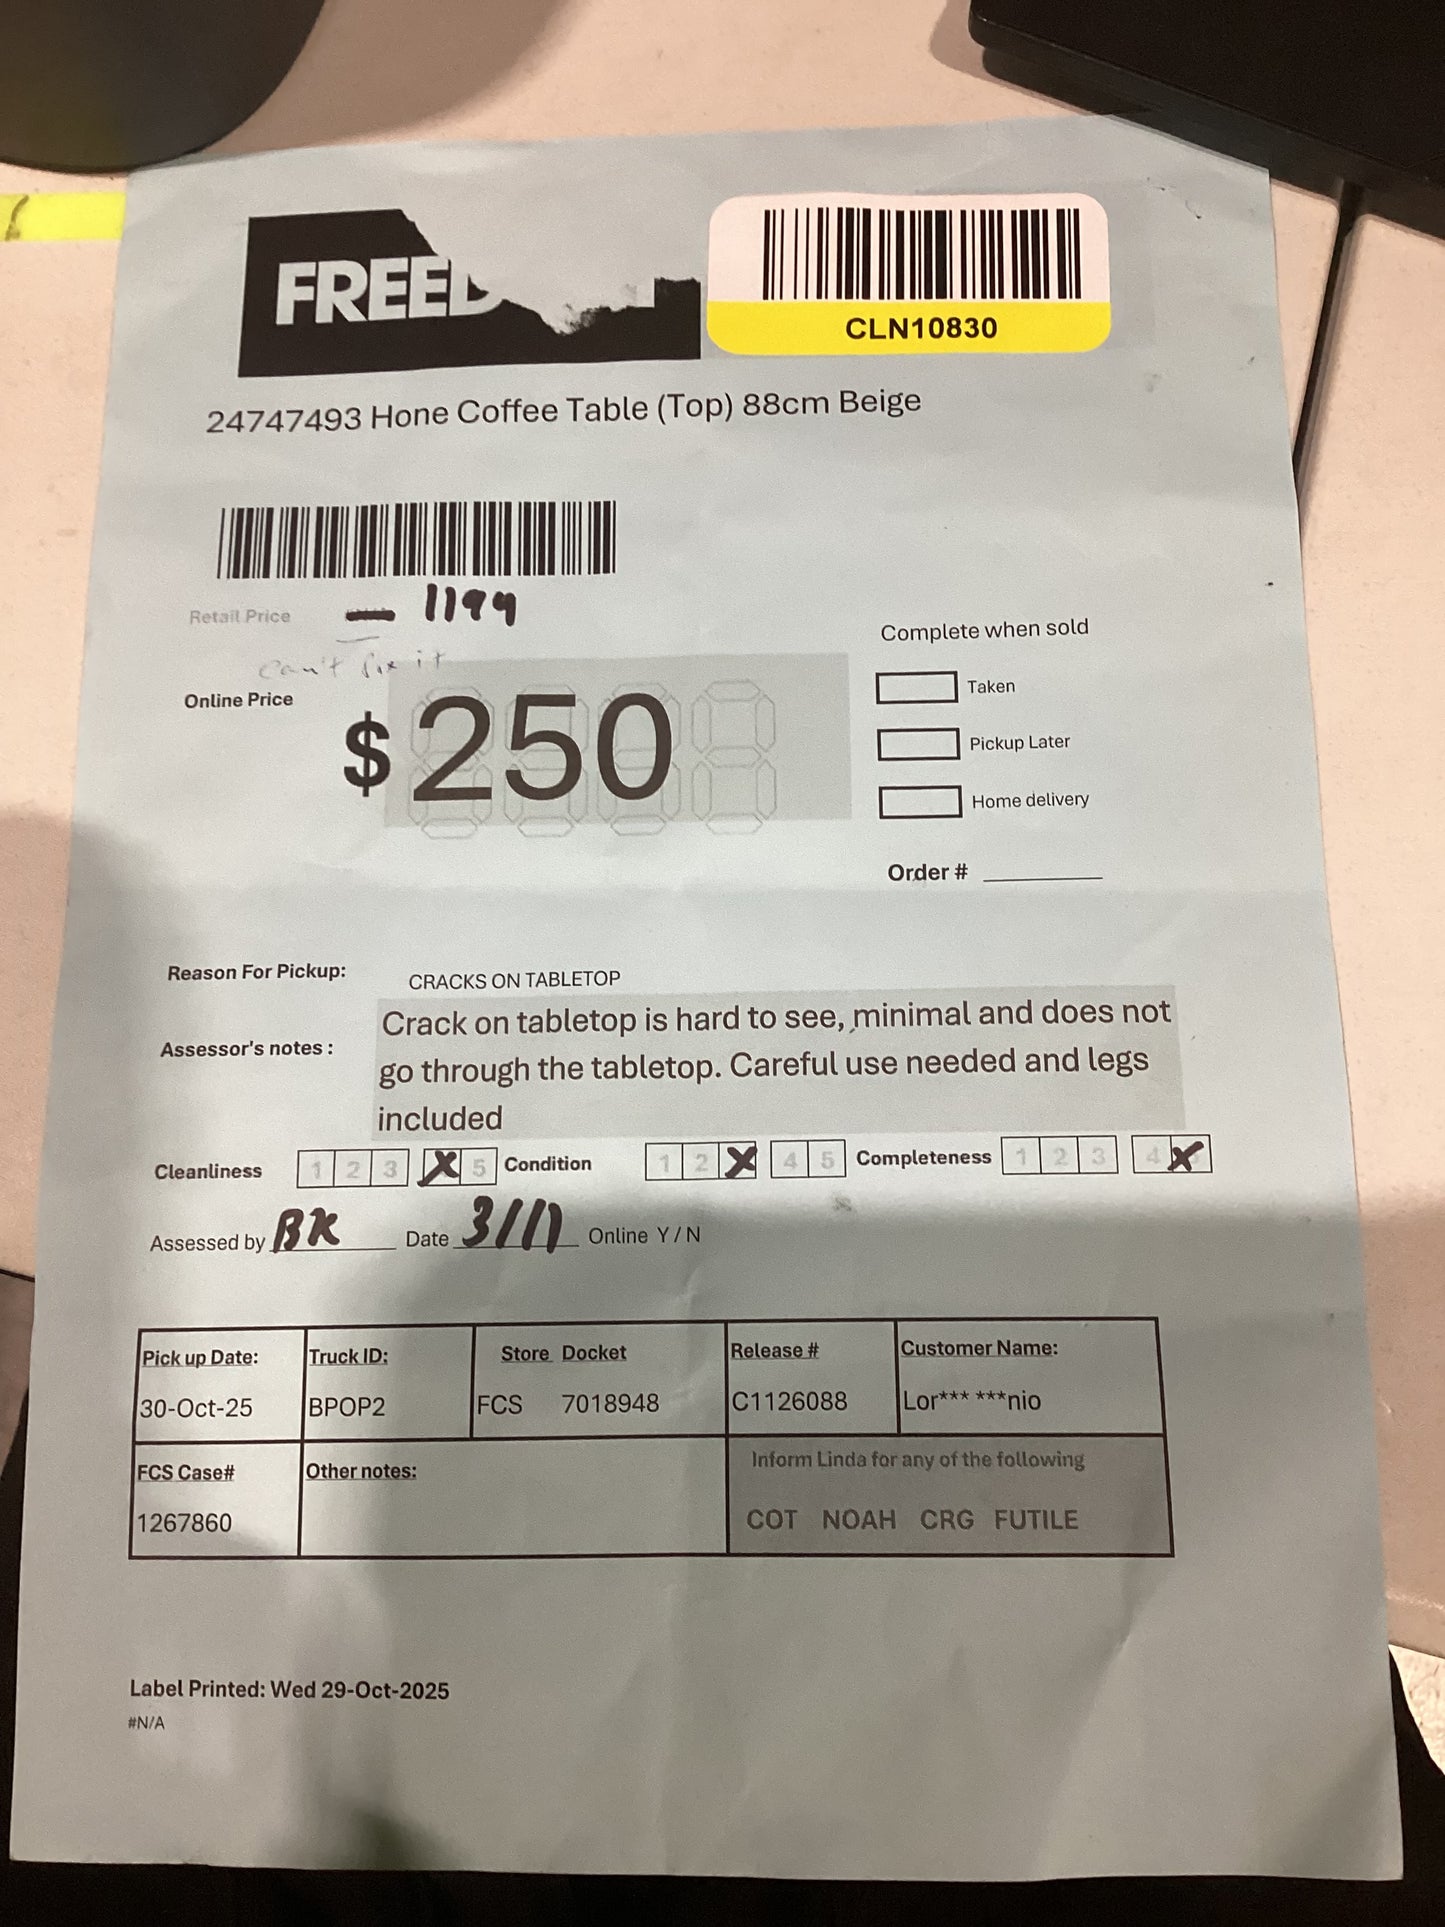 FREED
CLN10830
24747493 Hone Coffee Table (Top) 88cm Beige
Retail Price 1199
can't fix it
Online Price $250
Complete when sold
Taken
Pickup Later
Home delivery
Order #
Reason For Pickup: CRACKS ON TABLETOP
Assessor's notes : Crack on tabletop is hard to see, minimal and does not
go through the tabletop. Careful use needed and legs
included
Cleanliness 1 2 3 X 5 Condition 1 2 X 4 5 Completeness 1 2 3 4 X
Assessed by BK Date 3/11 Online Y / N
Pick up Date: Truck ID: Store Docket Release # Customer Name:
30-Oct-25 BPOP2 FCS 7018948 C1126088 Lor*** ***nio
FCS Case# Other notes: Inform Linda for any of the following
1267860 COT NOAH CRG FUTILE
Label Printed: Wed 29-Oct-2025
#N/A